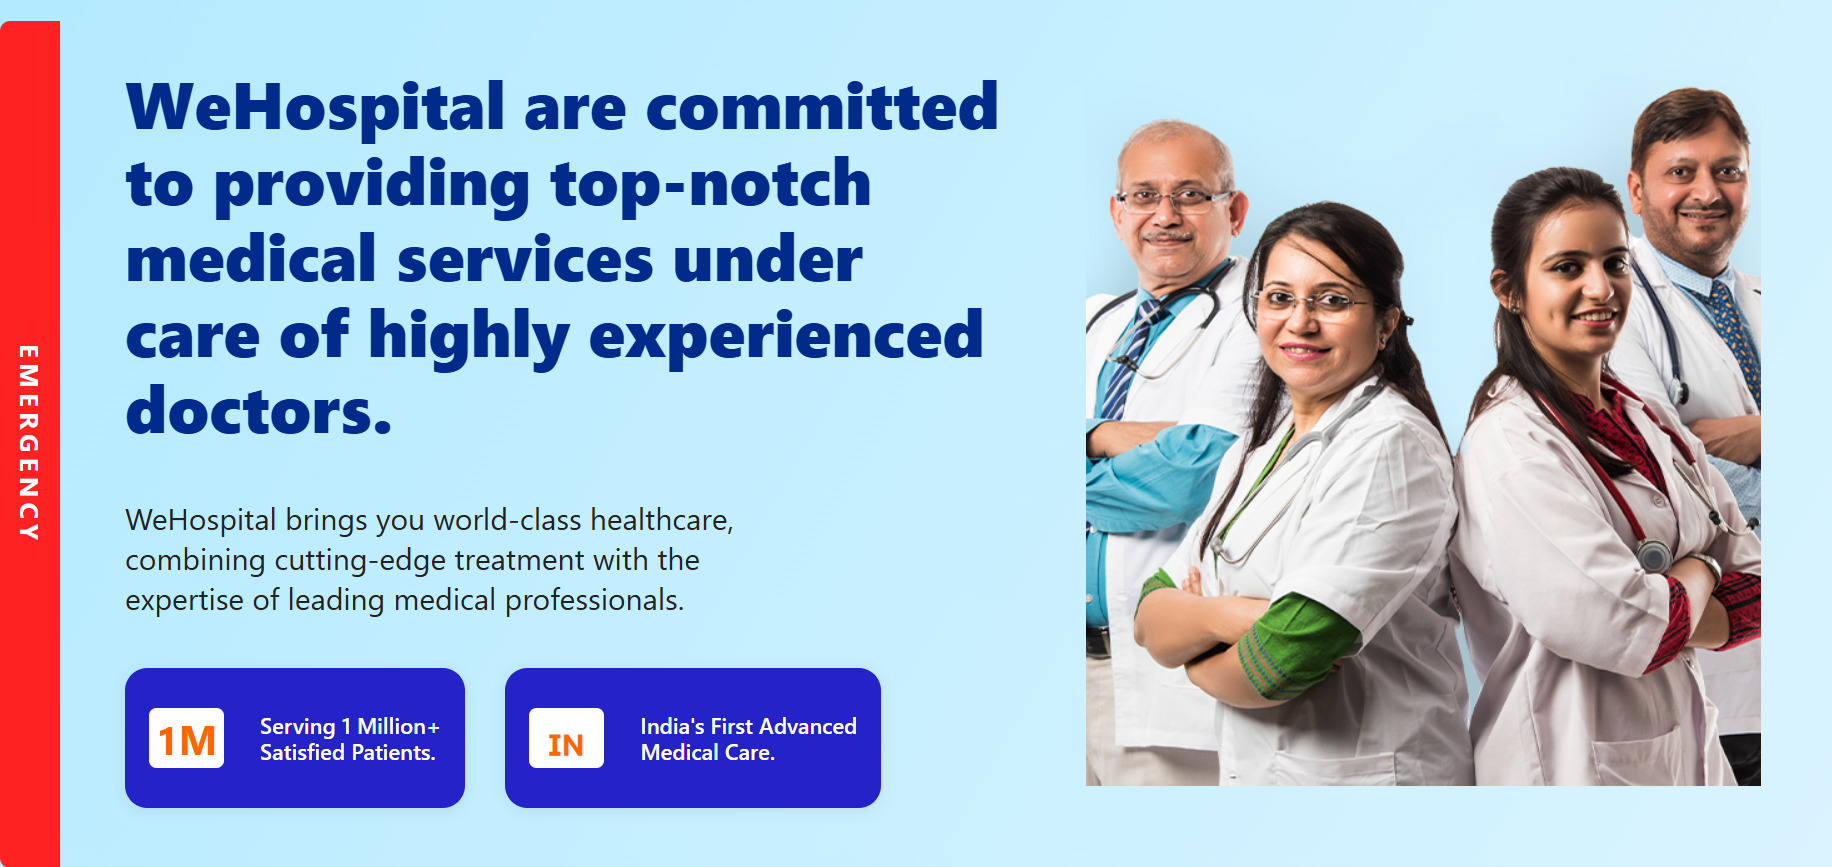 EMERGENCY
WeHospital are committed
to providing top-notch
medical services under
care of highly experienced
doctors.
WeHospital brings you world-class healthcare,
combining cutting-edge treatment with the
expertise of leading medical professionals.
1M
Serving 1 Million+
Satisfied Patients.
IN
India's First Advanced
Medical Care.